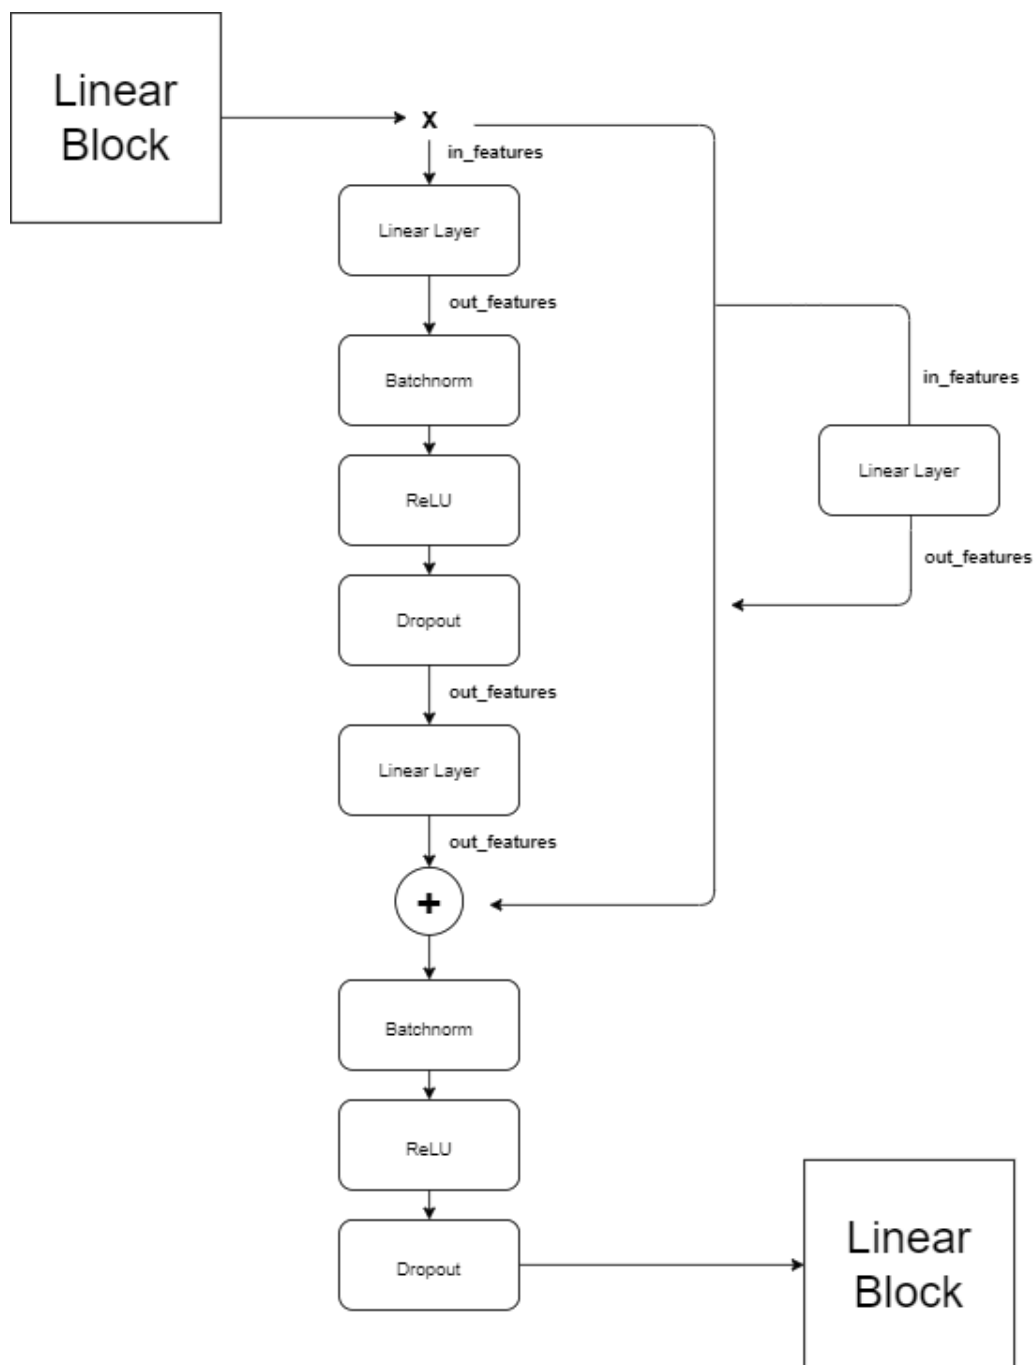 Linear
Block
x
in_features
Linear Layer
out_features
Batchnorm
ReLU
Dropout
out_features
Linear Layer
out_features
+
in_features
Linear Layer
out_features
Batchnorm
ReLU
Dropout
Linear
Block